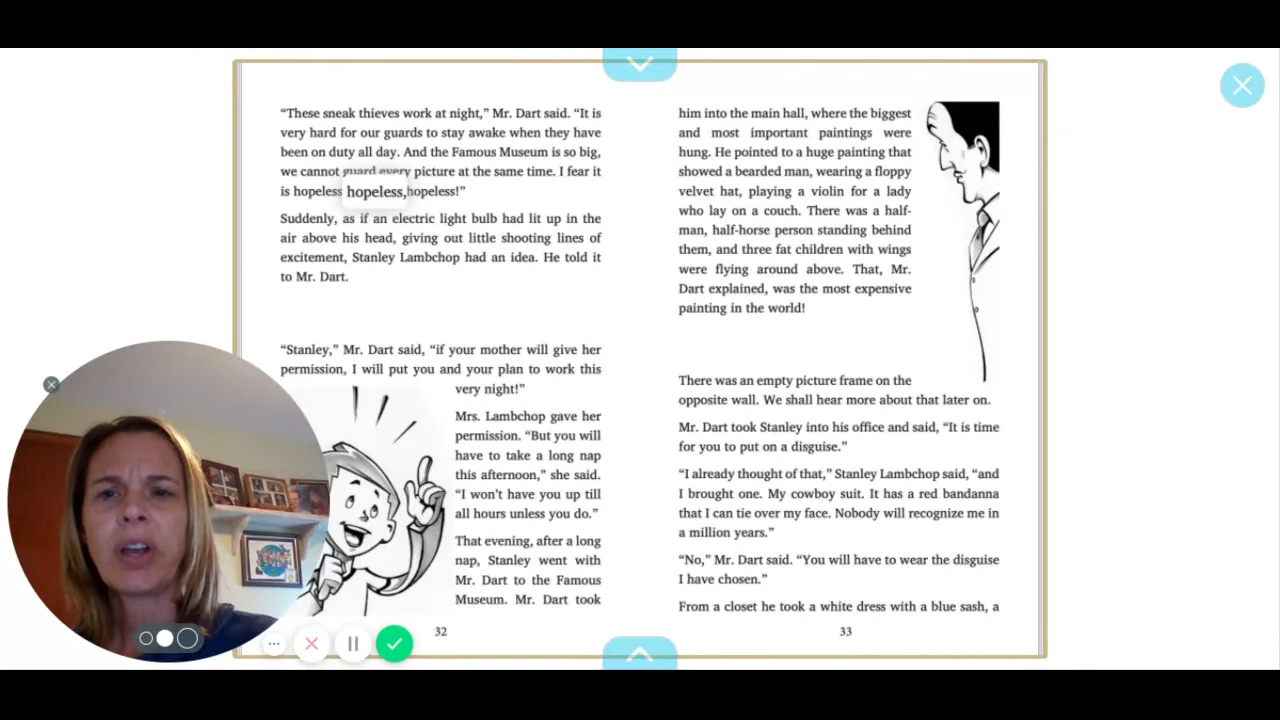 “These sneak thieves work at night,” Mr. Dart said. “It is
very hard for our guards to stay awake when they have
been on duty all day. And the Famous Museum is so big,
we cannot guard every picture at the same time. I fear it
is hopeless hopeless,hopeless!”
Suddenly, as if an electric light bulb had lit up in the
air above his head, giving out little shooting lines of
excitement, Stanley Lambchop had an idea. He told it
to Mr. Dart.
“Stanley,” Mr. Dart said, “if your mother will give her
permission, I will put you and your plan to work this
very night!”
Mrs. Lambchop gave her
permission. “But you will
have to take a long nap
this afternoon,” she said.
“I won’t have you up till
all hours unless you do.”
That evening, after a long
nap, Stanley went with
Mr. Dart to the Famous
Museum. Mr. Dart took
32
him into the main hall, where the biggest
and most important paintings were
hung. He pointed to a huge painting that
showed a bearded man, wearing a floppy
velvet hat, playing a violin for a lady
who lay on a couch. There was a half-
man, half-horse person standing behind
them, and three fat children with wings
were flying around above. That, Mr.
Dart explained, was the most expensive
painting in the world!
There was an empty picture frame on the
opposite wall. We shall hear more about that later on.
Mr. Dart took Stanley into his office and said, “It is time
for you to put on a disguise.”
“I already thought of that,” Stanley Lambchop said, “and
I brought one. My cowboy suit. It has a red bandanna
that I can tie over my face. Nobody will recognize me in
a million years.”
“No,” Mr. Dart said. “You will have to wear the disguise
I have chosen.”
From a closet he took a white dress with a blue sash, a
33